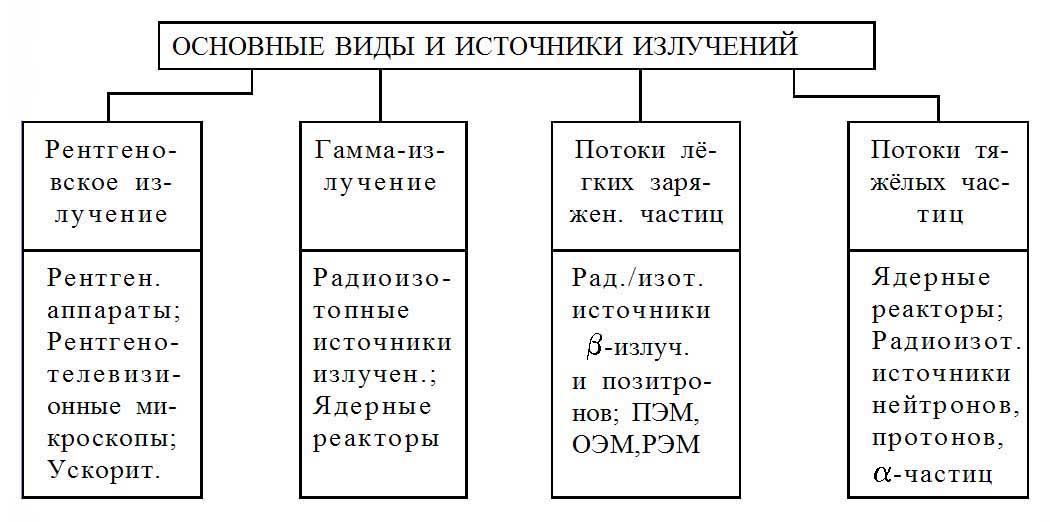 ОСНОВНЫЕ ВИДЫ И ИСТОЧНИКИ ИЗЛУЧЕНИЙ
Рентгено-
вское из-
лучение
Рентген.
аппараты;
Рентгено-
телевизи-
онные ми-
кроскопы;
Ускорит.
Гамма-из-
лучение
Радиоизо-
топные
источники
излучен.;
Ядерные
реакторы
Потоки лё-
гких заря-
жен. частиц
Рад./изот.
источники
β-излуч.
и позитро-
нов; ПЭМ,
ОЭМ,РЭМ
Потоки тя-
жёлых час-
тиц
Ядерные
реакторы;
Радиоизот.
источники
нейтронов,
протонов,
α-частиц